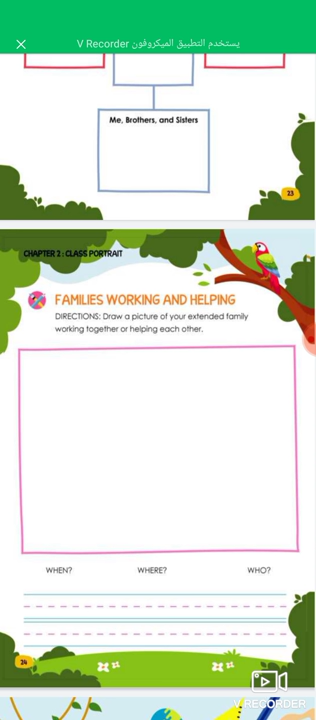 يستخدم التطبيق الميكروفون V Recorder
Me, Brothers, and Sisters
23
CHAPTER 2 : CLASS PORTRAIT
FAMILIES WORKING AND HELPING
DIRECTIONS: Draw a picture of your extended family
working together or helping each other.
WHEN? WHERE? WHO?
24
V RECORDER